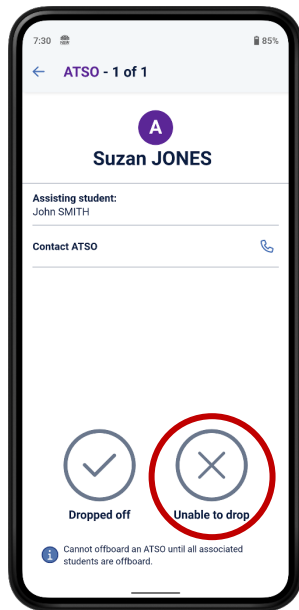 7:30 85%
ATSO - 1 of 1
A
Suzan JONES
Assisting student:
John SMITH
Contact ATSO
Dropped off Unable to drop
i Cannot offboard an ATSO until all associated
students are offboard.